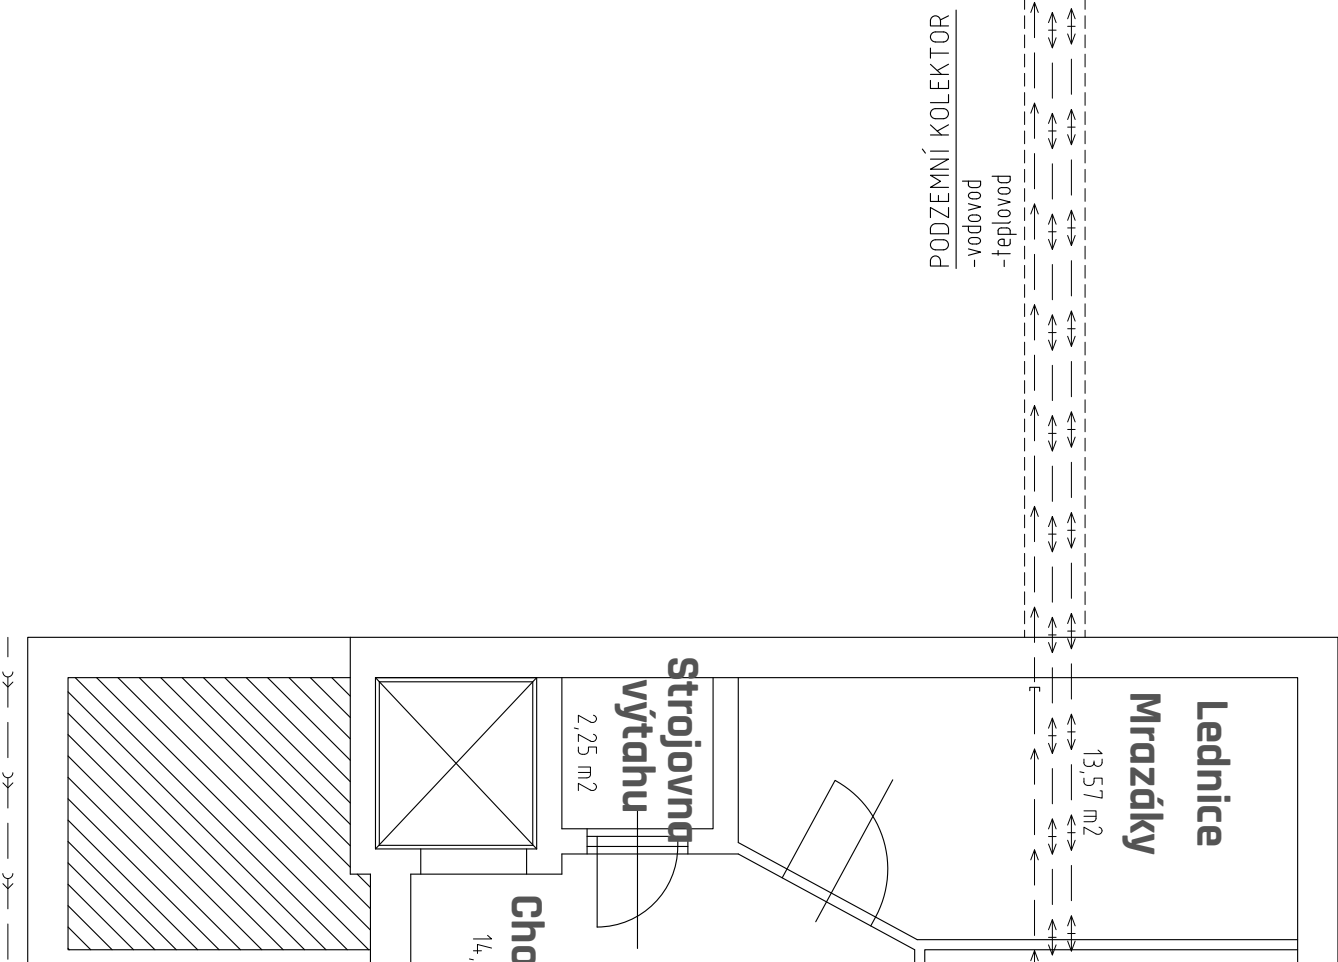 PODZEMNÍ KOLEKTOR
-vodovod
-teplovod
Lednice
Mrazáky
13,57 m2
Strojovna
výtahu
2,25 m2